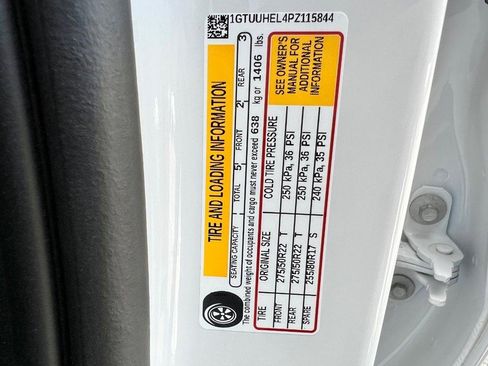 1GTUUHEL4PZ115844
TIRE AND LOADING INFORMATION
SEATING CAPACITY TOTAL 5 FRONT 2 REAR 3
The combined weight of occupants and cargo must never exceed 638 kg or 1406 lbs.
TIRE ORIGINAL SIZE COLD TIRE PRESSURE
FRONT 275/50R22 T 250 kPa, 36 PSI
REAR 275/50R22 T 250 kPa, 36 PSI
SPARE 255/80R17 S 240 kPa, 35 PSI
SEE OWNER'S
MANUAL FOR
ADDITIONAL
INFORMATION